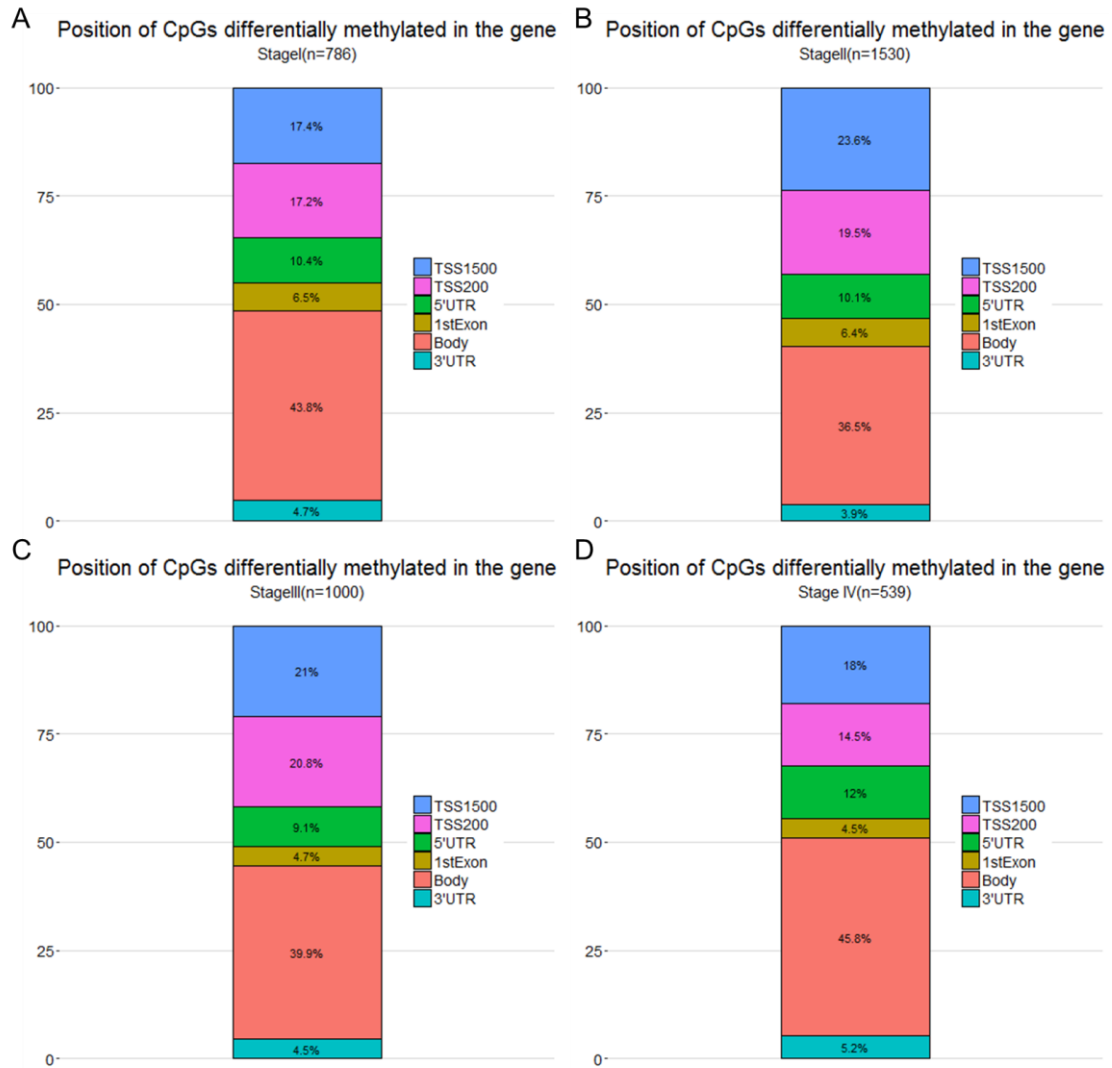 A
Position of CpGs differentially methylated in the gene
StageI(n=786)
100
75
50
25
0
17.4%
17.2%
10.4%
6.5%
43.8%
4.7%
TSS1500
TSS200
5'UTR
1stExon
Body
3'UTR
B
Position of CpGs differentially methylated in the gene
StageII(n=1530)
100
75
50
25
0
23.6%
19.5%
10.1%
6.4%
36.5%
3.9%
TSS1500
TSS200
5'UTR
1stExon
Body
3'UTR
C
Position of CpGs differentially methylated in the gene
StageIII(n=1000)
100
75
50
25
0
21%
20.8%
9.1%
4.7%
39.9%
4.5%
TSS1500
TSS200
5'UTR
1stExon
Body
3'UTR
D
Position of CpGs differentially methylated in the gene
Stage IV(n=539)
100
75
50
25
0
18%
14.5%
12%
4.5%
45.8%
5.2%
TSS1500
TSS200
5'UTR
1stExon
Body
3'UTR